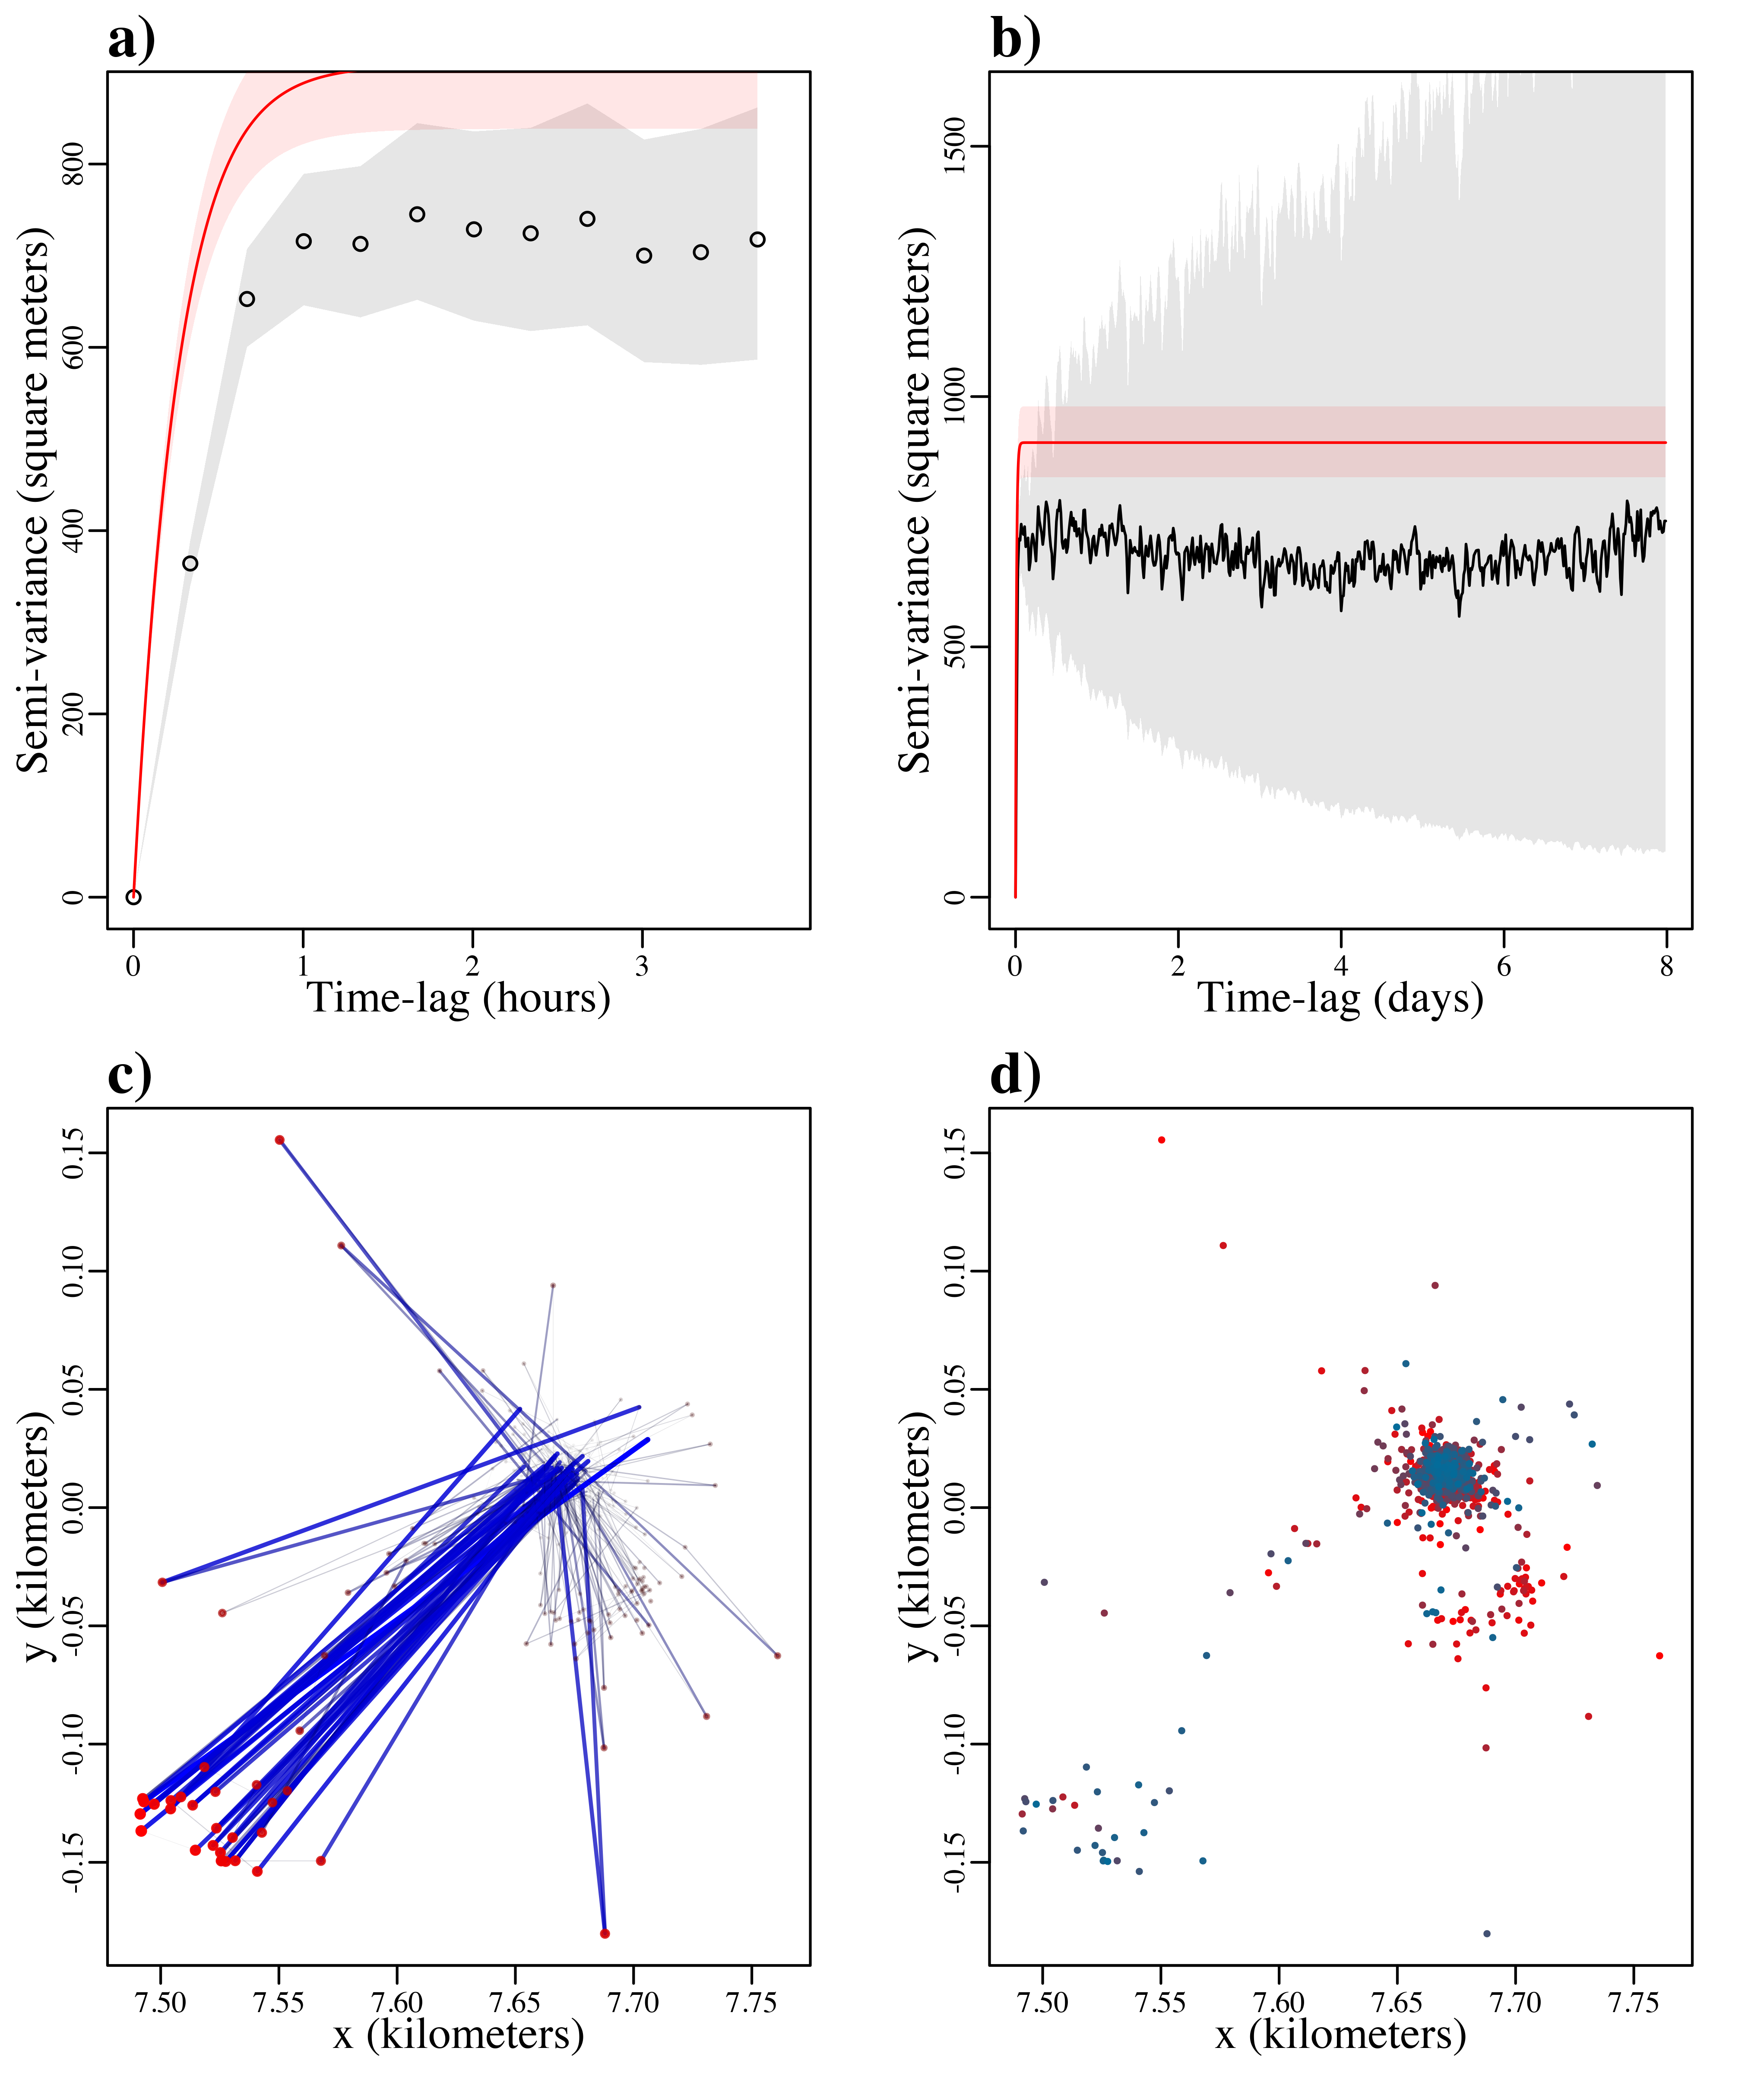 a)
Semi-variance (square meters)
0 200 400 600 800
0 1 2 3
Time-lag (hours)
b)
Semi-variance (square meters)
0 500 1000 1500
0 2 4 6 8
Time-lag (days)
c)
y (kilometers)
-0.15 -0.10 -0.05 0.00 0.05 0.10 0.15
7.50 7.55 7.60 7.65 7.70 7.75
x (kilometers)
d)
y (kilometers)
-0.15 -0.10 -0.05 0.00 0.05 0.10 0.15
7.50 7.55 7.60 7.65 7.70 7.75
x (kilometers)